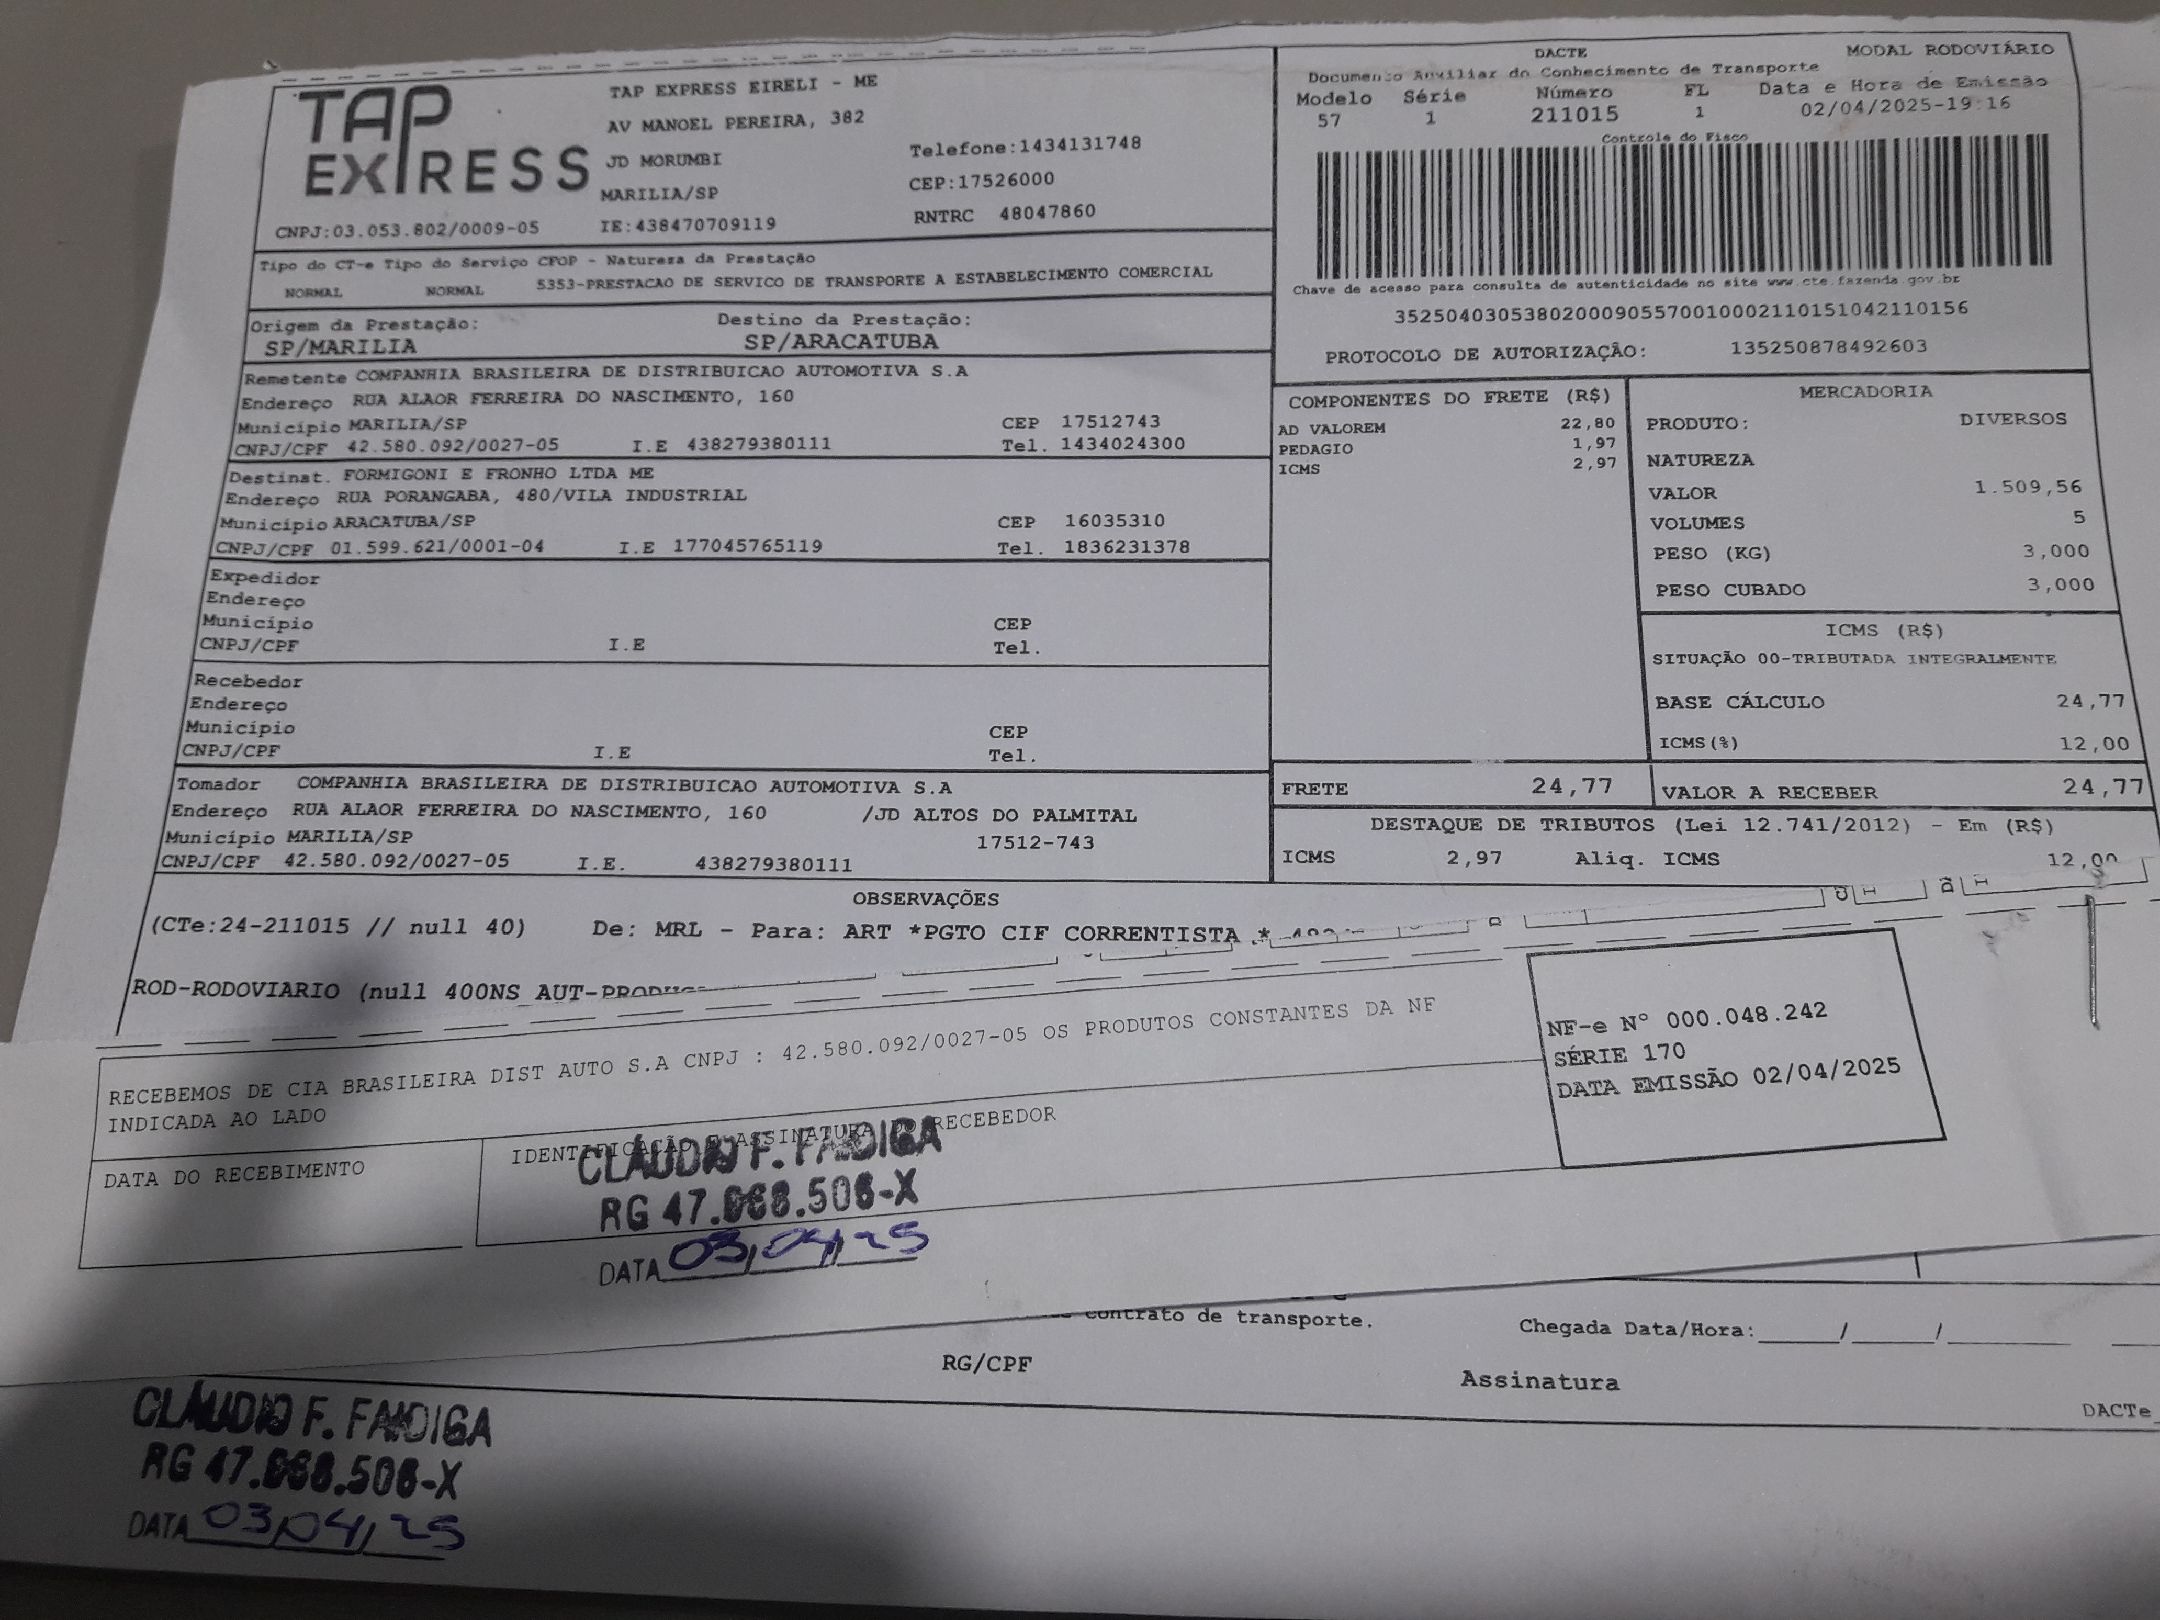 TAP EXPRESS
TAP EXPRESS EIRELI - ME
AV MANOEL PEREIRA, 382
JD MORUMBI Telefone:1434131748
MARILIA/SP CEP:17526000
CNPJ:03.053.802/0009-05 IE:438470709119 RNTRC 48047860
DACTE MODAL RODOVIÁRIO
Documento Auxiliar do Conhecimento de Transporte
Modelo Série Número FL Data e Hora de Emissão
57 1 211015 1 02/04/2025-19:16
Controle do Fisco
Chave de acesso para consulta de autenticidade no site www.cte.fazenda.gov.br
35250403053802000905570010002110151042110156
PROTOCOLO DE AUTORIZAÇÃO: 135250878492603
Tipo do CT-e Tipo do Serviço CFOP - Natureza da Prestação
NORMAL NORMAL 5353-PRESTACAO DE SERVICO DE TRANSPORTE A ESTABELECIMENTO COMERCIAL
Origem da Prestação: Destino da Prestação:
SP/MARILIA SP/ARACATUBA
Remetente COMPANHIA BRASILEIRA DE DISTRIBUICAO AUTOMOTIVA S.A
Endereço RUA ALAOR FERREIRA DO NASCIMENTO, 160
Município MARILIA/SP CEP 17512743
CNPJ/CPF 42.580.092/0027-05 I.E 438279380111 Tel. 1434024300
Destinat. FORMIGONI E FRONHO LTDA ME
Endereço RUA PORANGABA, 480/VILA INDUSTRIAL
Município ARACATUBA/SP CEP 16035310
CNPJ/CPF 01.599.621/0001-04 I.E 177045765119 Tel. 1836231378
Expedidor
Endereço
Município CEP
CNPJ/CPF I.E Tel.
Recebedor
Endereço
Município CEP
CNPJ/CPF I.E Tel.
Tomador COMPANHIA BRASILEIRA DE DISTRIBUICAO AUTOMOTIVA S.A
Endereço RUA ALAOR FERREIRA DO NASCIMENTO, 160 /JD ALTOS DO PALMITAL
Município MARILIA/SP 17512-743
CNPJ/CPF 42.580.092/0027-05 I.E. 438279380111
COMPONENTES DO FRETE (R$)
AD VALOREM 22,80
PEDAGIO 1,97
ICMS 2,97
MERCADORIA
PRODUTO: DIVERSOS
NATUREZA
VALOR 1.509,56
VOLUMES 5
PESO (KG) 3,000
PESO CUBADO 3,000
ICMS (R$)
SITUAÇÃO 00-TRIBUTADA INTEGRALMENTE
BASE CÁLCULO 24,77
ICMS(%) 12,00
FRETE 24,77 VALOR A RECEBER 24,77
DESTAQUE DE TRIBUTOS (Lei 12.741/2012) - Em (R$)
ICMS 2,97 Aliq. ICMS 12,00
OBSERVAÇÕES
(CTe:24-211015 // null 40) De: MRL - Para: ART *PGTO CIF CORRENTISTA *
ROD-RODOVIARIO (null 400NS
RECEBEMOS DE CIA BRASILEIRA DIST AUTO S.A CNPJ : 42.580.092/0027-05 OS PRODUTOS CONSTANTES DA NF
INDICADA AO LADO
NF-e Nº 000.048.242
SÉRIE 170
DATA EMISSÃO 02/04/2025
DATA DO RECEBIMENTO
IDENTIFICAÇÃO E ASSINATURA DO RECEBEDOR
CLÁUDIO F. FAIDIGA
DATA 03/04/25
contrato de transporte. Chegada Data/Hora:_____/_____/
RG/CPF Assinatura
DACTe
CLÁUDIO F. FAIDIGA
DATA 03/04/25